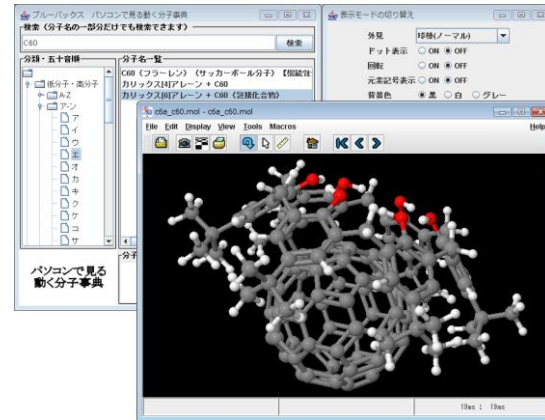 ブルーバックス パソコンで見る動く分子事典
検索 (分子名の一部分だけでも検索できます)
C60
検索
分類・五十音順
低分子・高分子
A-Z
ア-ン
ア
イ
ウ
エ
オ
カ
キ
ク
ケ
コ
サ
分子名一覧
C60 (フラーレン) (サッカーボール分子)
カリックス[4]アレーン + C60
カリックス[6]アレーン + C60 (包接化合物)
パソコンで見る
動く分子事典
表示モードの切り替え
外見 球棒(ノーマル)
ドット表示 ON OFF
回転 ON OFF
元素記号表示 ON OFF
背景色 黒 白 グレー
c6a_c60.mol - c6a_c60.mol
File Edit Display View Tools Macros Help
19ms : 19ms